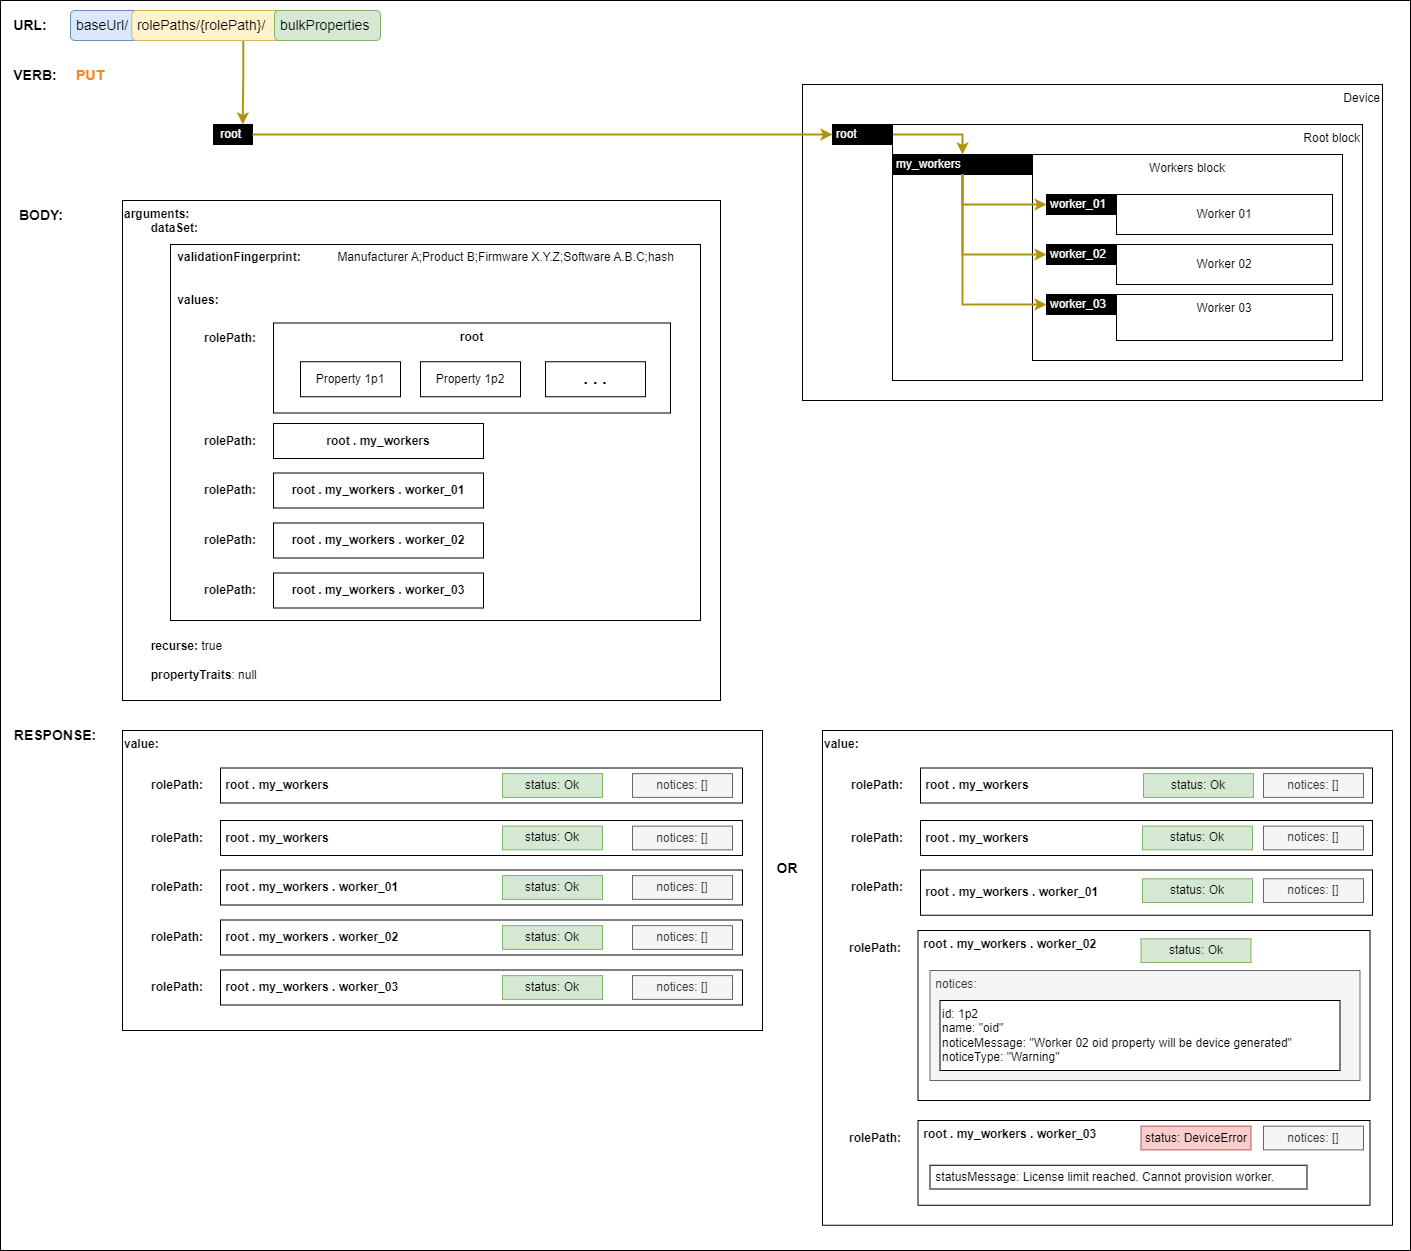 URL:
baseUrl/
rolePaths/{rolePath}/
bulkProperties
VERB:
PUT
root
Device
root
Root block
my_workers
Workers block
worker_01
Worker 01
worker_02
Worker 02
worker_03
Worker 03
BODY:
arguments:
dataSet:
validationFingerprint:
Manufacturer A;Product B;Firmware X.Y.Z;Software A.B.C;hash
values:
rolePath:
root
Property 1p1
Property 1p2
. . .
rolePath:
root . my_workers
rolePath:
root . my_workers . worker_01
rolePath:
root . my_workers . worker_02
rolePath:
root . my_workers . worker_03
recurse: true
propertyTraits: null
RESPONSE:
value:
rolePath:
root . my_workers
status: Ok
notices: []
rolePath:
root . my_workers
status: Ok
notices: []
rolePath:
root . my_workers . worker_01
status: Ok
notices: []
rolePath:
root . my_workers . worker_02
status: Ok
notices: []
rolePath:
root . my_workers . worker_03
status: Ok
notices: []
OR
value:
rolePath:
root . my_workers
status: Ok
notices: []
rolePath:
root . my_workers
status: Ok
notices: []
rolePath:
root . my_workers . worker_01
status: Ok
notices: []
rolePath:
root . my_workers . worker_02
status: Ok
notices:
id: 1p2
name: "oid"
noticeMessage: "Worker 02 oid property will be device generated"
noticeType: "Warning"
rolePath:
root . my_workers . worker_03
status: DeviceError
notices: []
statusMessage: License limit reached. Cannot provision worker.